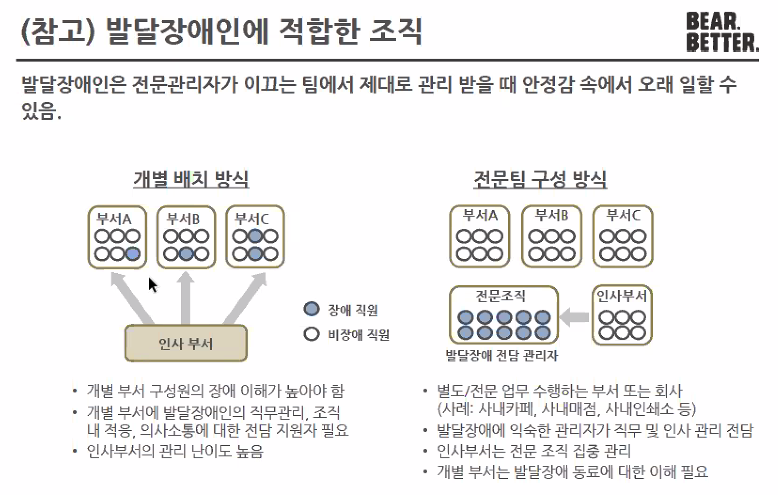 (참고) 발달장애인에 적합한 조직
BEAR.
BETTER.
발달장애인은 전문관리자가 이끄는 팀에서 제대로 관리 받을 때 안정감 속에서 오래 일할 수
있음.
개별 배치 방식
부서A
부서B
부서C
인사 부서
장애 직원
비장애 직원
• 개별 부서 구성원의 장애 이해가 높아야 함
• 개별 부서에 발달장애인의 직무관리, 조직
내 적응, 의사소통에 대한 전담 지원자 필요
• 인사부서의 관리 난이도 높음
전문팀 구성 방식
부서A
부서B
부서C
전문조직
인사부서
발달장애 전담 관리자
• 별도/전문 업무 수행하는 부서 또는 회사
(사례: 사내카페, 사내매점, 사내인쇄소 등)
• 발달장애에 익숙한 관리자가 직무 및 인사 관리 전담
• 인사부서는 전문 조직 집중 관리
• 개별 부서는 발달장애 동료에 대한 이해 필요